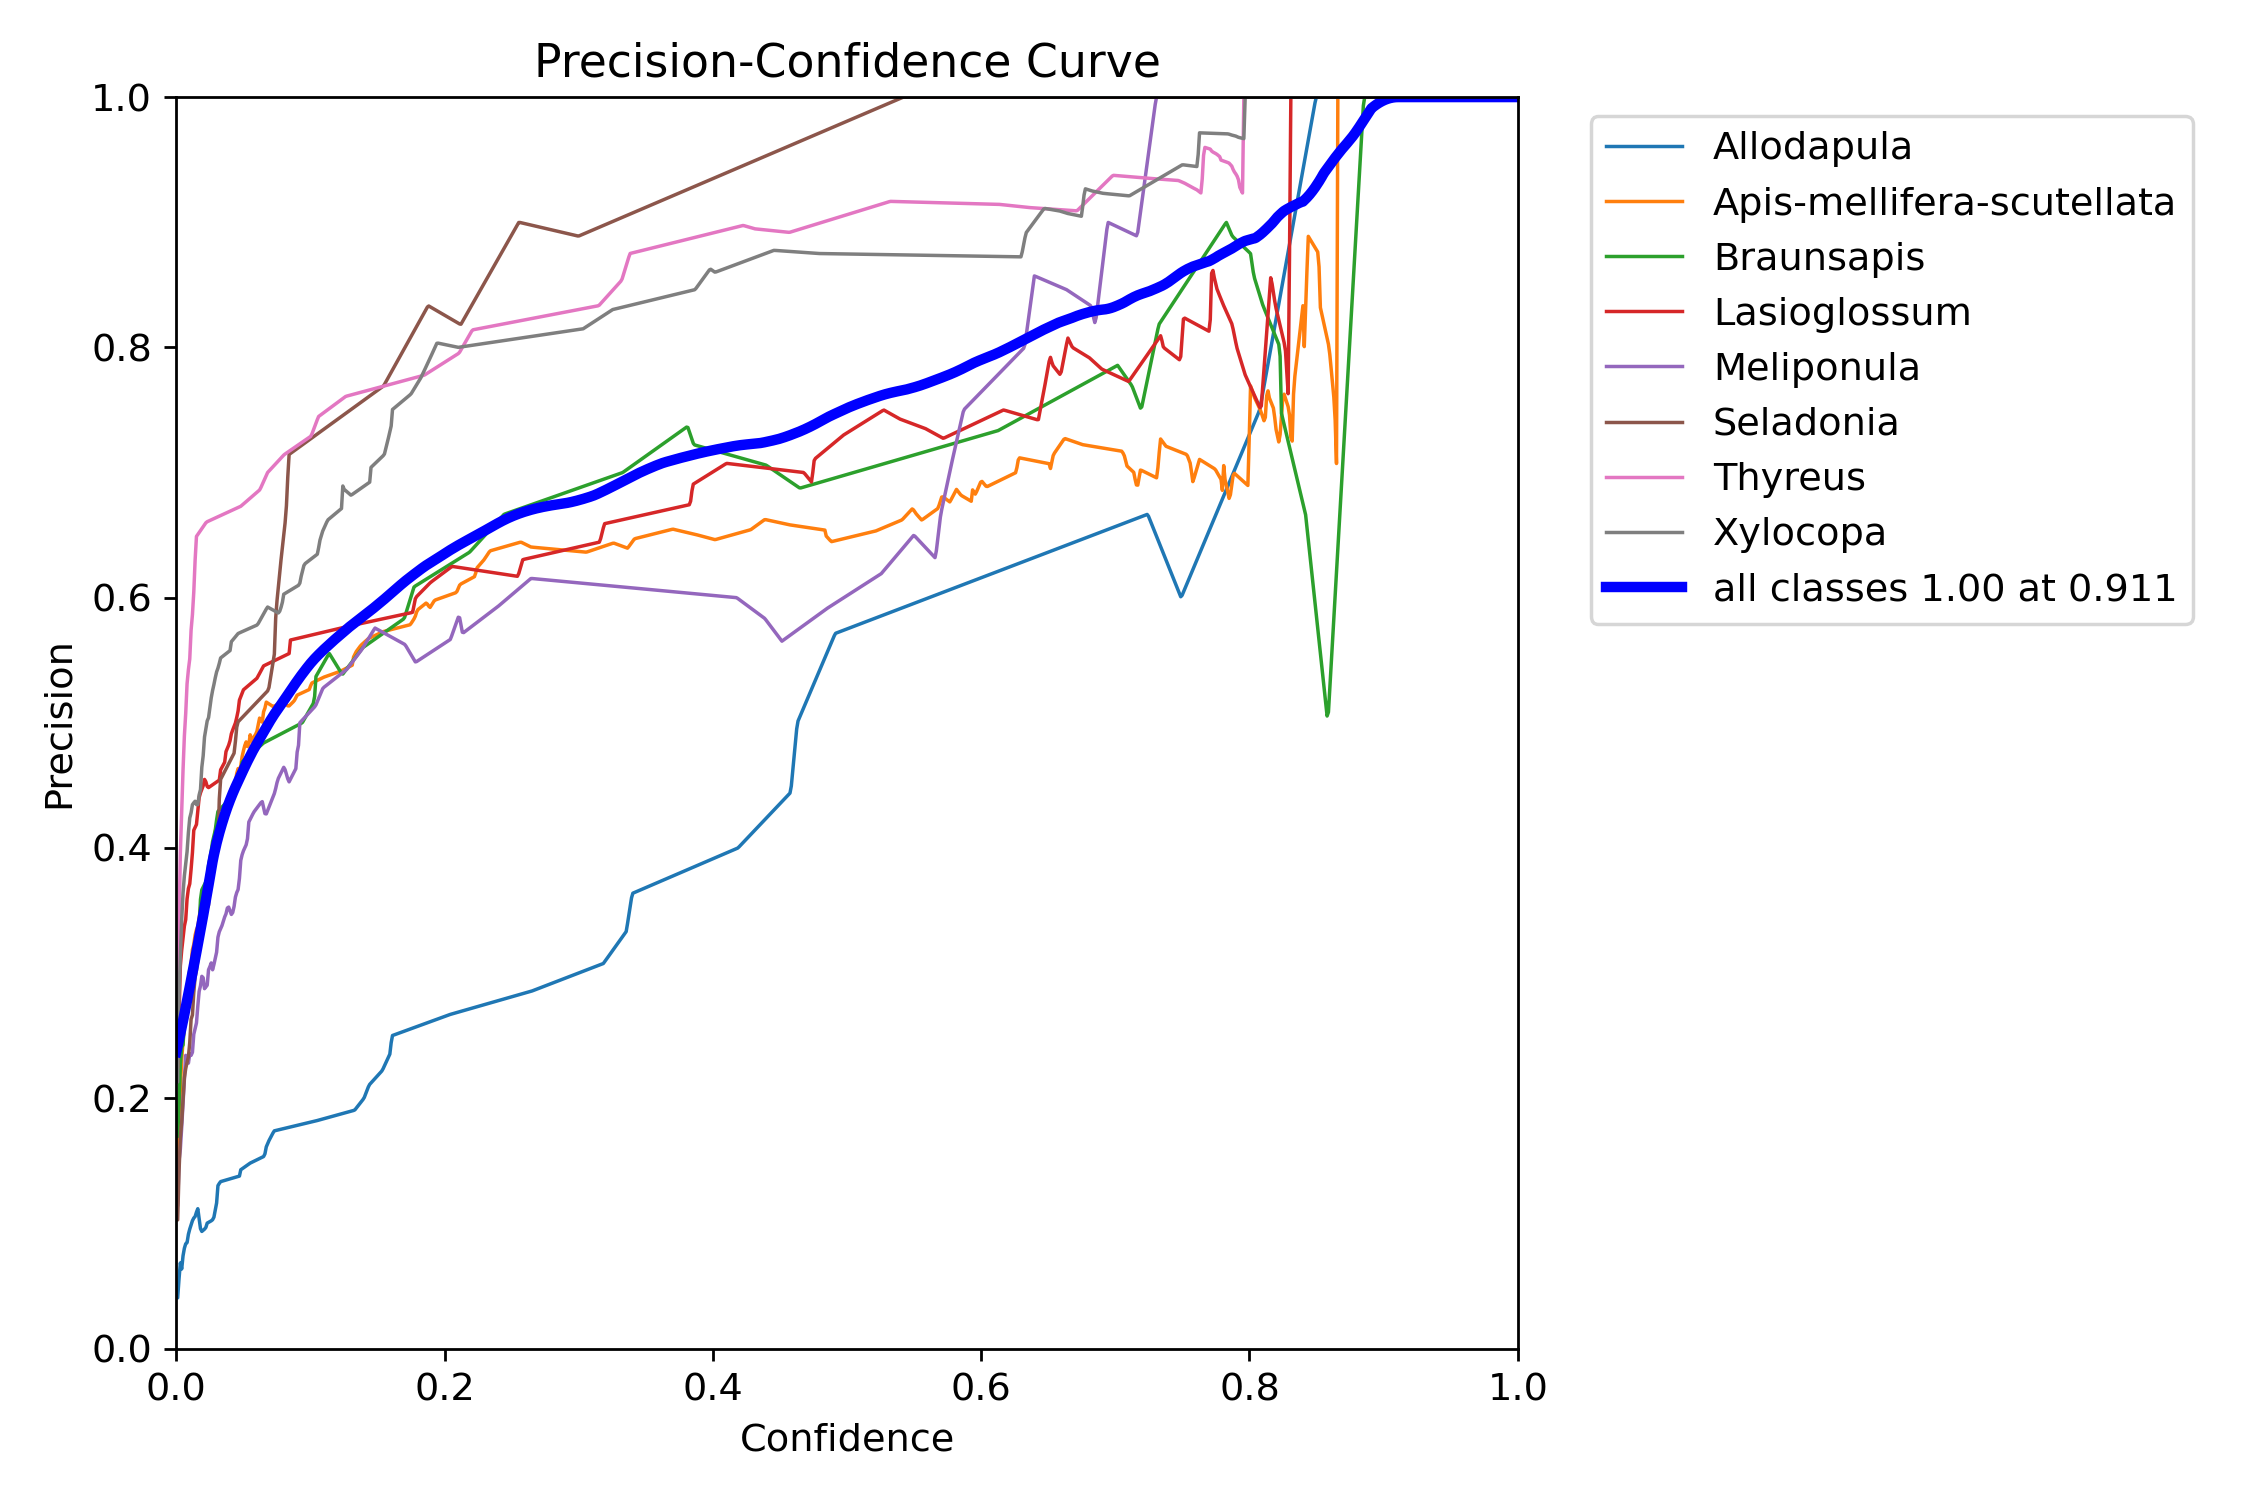 Precision-Confidence Curve
1.0
0.8
0.6
0.4
0.2
0.0
Precision
0.0 0.2 0.4 0.6 0.8 1.0
Confidence
Allodapula
Apis-mellifera-scutellata
Braunsapis
Lasioglossum
Meliponula
Seladonia
Thyreus
Xylocopa
all classes 1.00 at 0.911